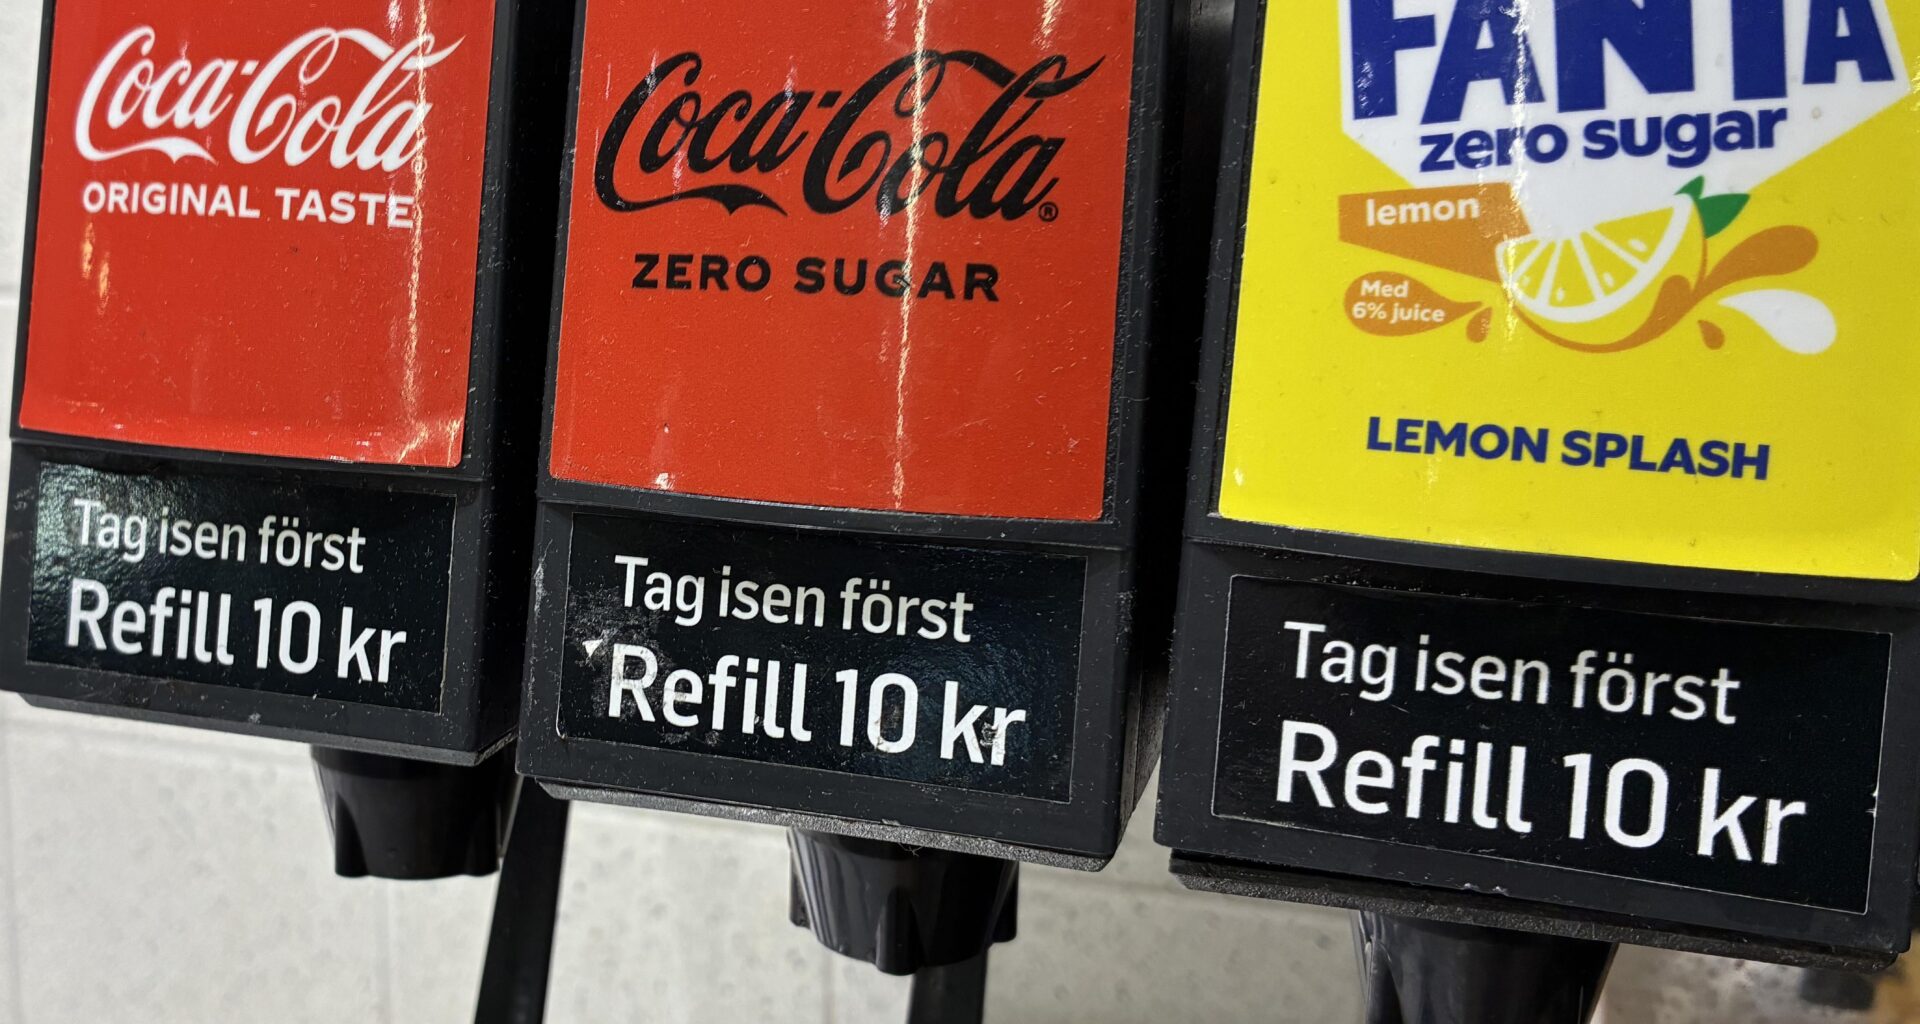 Coca-Cola
ORIGINAL TASTE
Tag isen först
Refill 10 kr
Coca-Cola®
ZERO SUGAR
Tag isen först
Refill 10 kr
FANTA
zero sugar
lemon
Med
6% juice
LEMON SPLASH
Tag isen först
Refill 10 kr